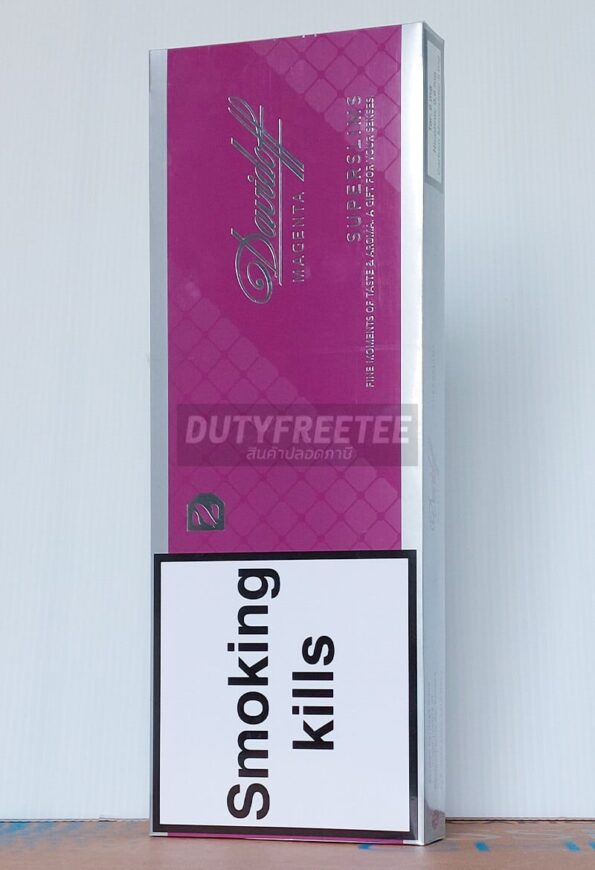 Davidoff
MAGENTA
SUPERSLIMS
FINE MOMENTS OF TASTE & AROMA. A GIFT FOR YOUR SENSES
DUTYFREETEE
สินค้าปลอดภาษี
Smoking
kills